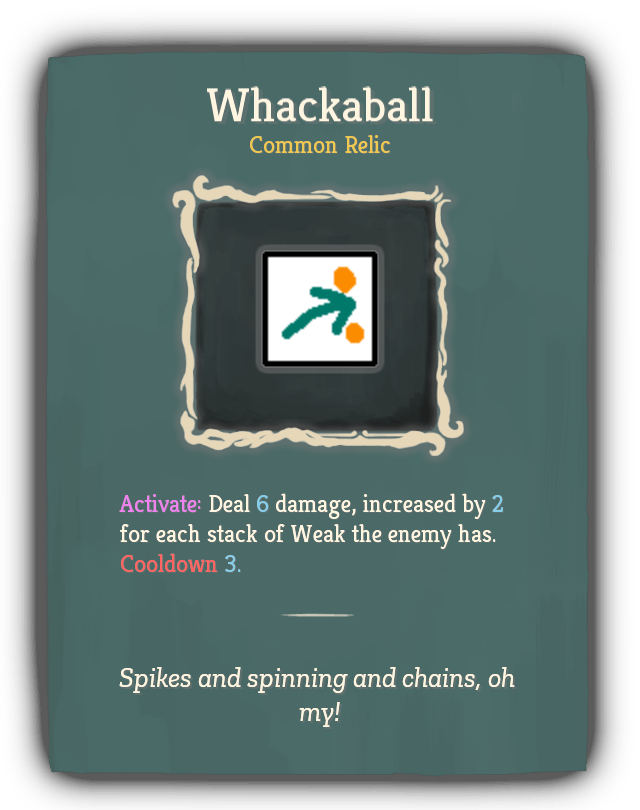 Whackaball
Common Relic
Activate: Deal 6 damage, increased by 2
for each stack of Weak the enemy has.
Cooldown 3.
Spikes and spinning and chains, oh
my!